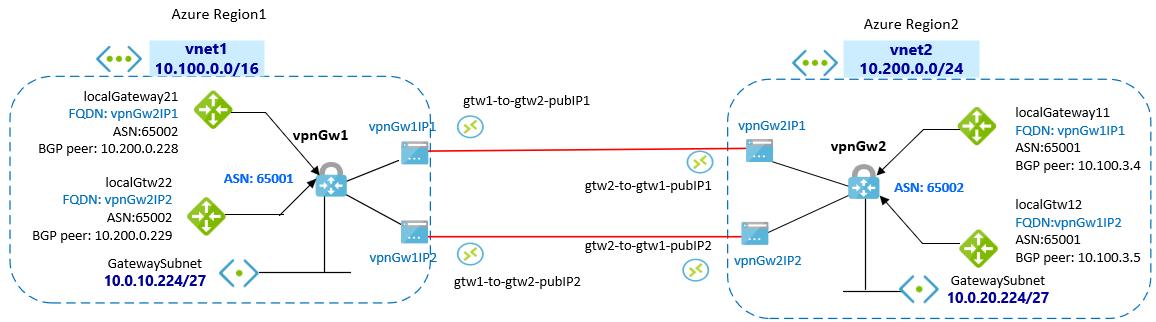 Azure Region1
vnet1
10.100.0.0/16
localGateway21
FQDN: vpnGw2IP1
ASN:65002
BGP peer: 10.200.0.228
localGtw22
FQDN: vpnGw2IP2
ASN:65002
BGP peer: 10.200.0.229
GatewaySubnet
10.0.10.224/27
vpnGw1
ASN: 65001
vpnGw1IP1
vpnGw1IP2
gtw1-to-gtw2-pubIP1
gtw2-to-gtw1-pubIP1
gtw2-to-gtw1-pubIP2
gtw1-to-gtw2-pubIP2
Azure Region2
vnet2
10.200.0.0/24
vpnGw2IP1
vpnGw2IP2
vpnGw2
ASN: 65002
localGateway11
FQDN: vpnGw1IP1
ASN:65001
BGP peer: 10.100.3.4
localGtw12
FQDN:vpnGw1IP2
ASN:65001
BGP peer: 10.100.3.5
GatewaySubnet
10.0.20.224/27